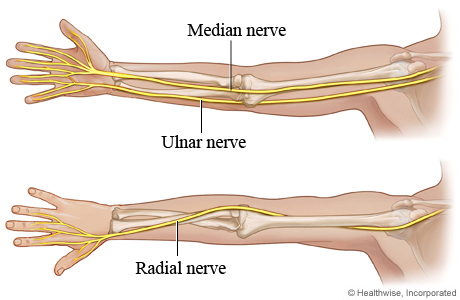 Median nerve
Ulnar nerve
Radial nerve
© Healthwise, Incorporated